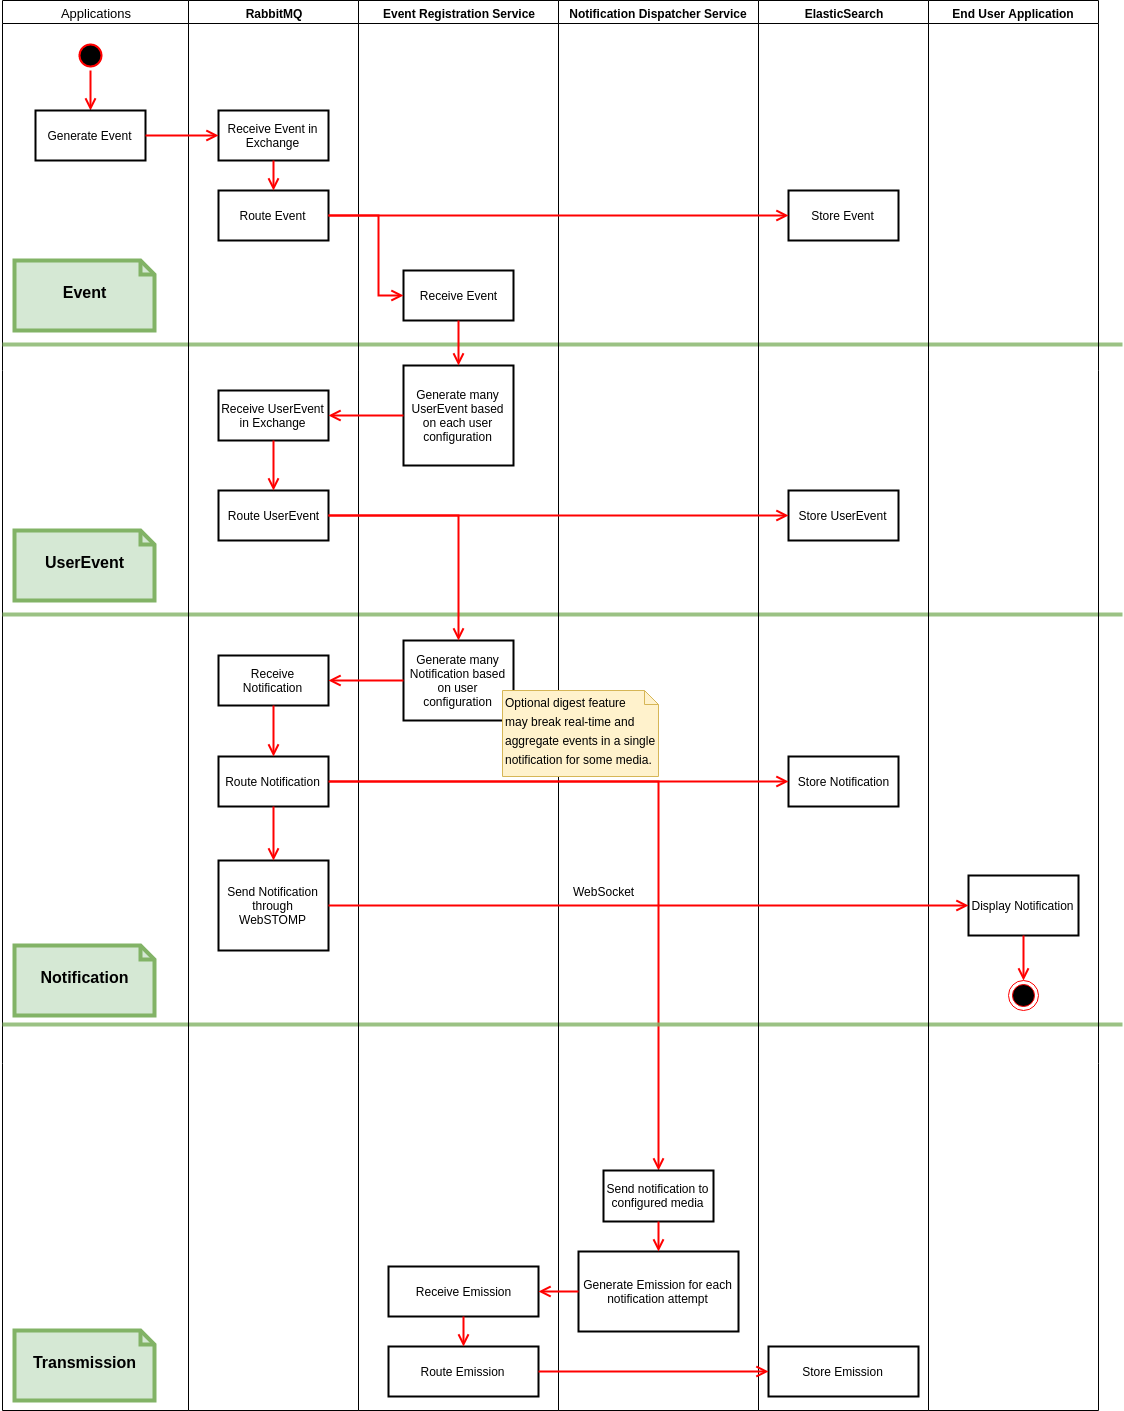 Applications
RabbitMQ
Event Registration Service
Notification Dispatcher Service
ElasticSearch
End User Application
Generate Event
Receive Event in
Exchange
Route Event
Store Event
Event
Receive Event
Generate many
UserEvent based
on each user
configuration
Receive UserEvent
in Exchange
Route UserEvent
Store UserEvent
UserEvent
Generate many
Notification based
on user
configuration
Receive
Notification
Optional digest feature
may break real-time and
aggregate events in a single
notification for some media.
Route Notification
Store Notification
Send Notification
through
WebSTOMP
WebSocket
Display Notification
Notification
Send notification to
configured media
Generate Emission for each
notification attempt
Receive Emission
Transmission
Route Emission
Store Emission